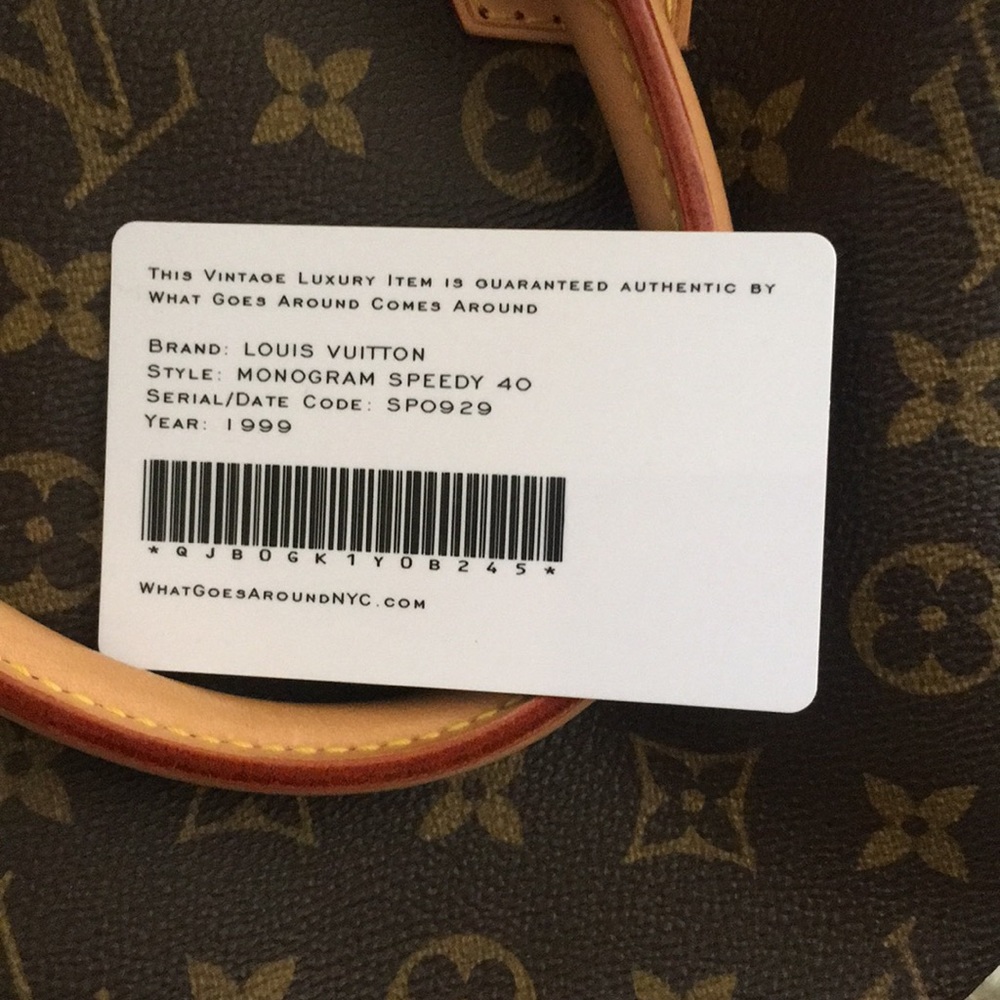 This Vintage Luxury Item is guaranteed authentic by
What Goes Around Comes Around
Brand: LOUIS VUITTON
Style: MONOGRAM SPEEDY 40
Serial/Date Code: SP0929
Year: 1999
*QJB0GK1Y0B245*
WhatGoesAroundNYC.com